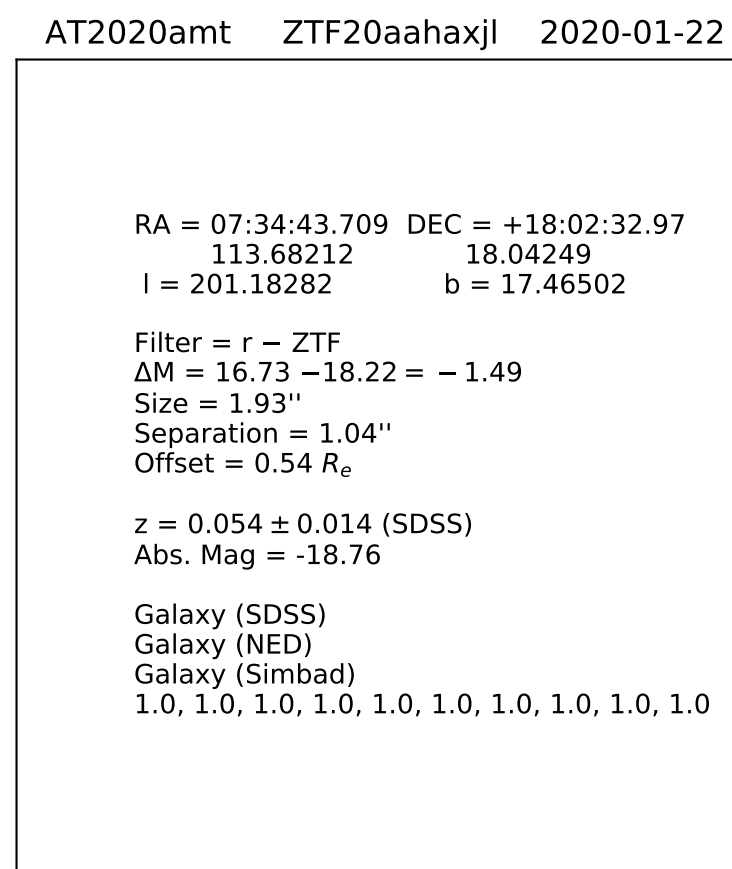 AT2020amt ZTF20aahaxjl 2020-01-22
RA = 07:34:43.709 DEC = +18:02:32.97
113.68212 18.04249
l = 201.18282 b = 17.46502
Filter = r − ZTF
ΔM = 16.73 −18.22 = − 1.49
Size = 1.93''
Separation = 1.04''
Offset = 0.54 Rₑ
z = 0.054 ± 0.014 (SDSS)
Abs. Mag = -18.76
Galaxy (SDSS)
Galaxy (NED)
Galaxy (Simbad)
1.0, 1.0, 1.0, 1.0, 1.0, 1.0, 1.0, 1.0, 1.0, 1.0